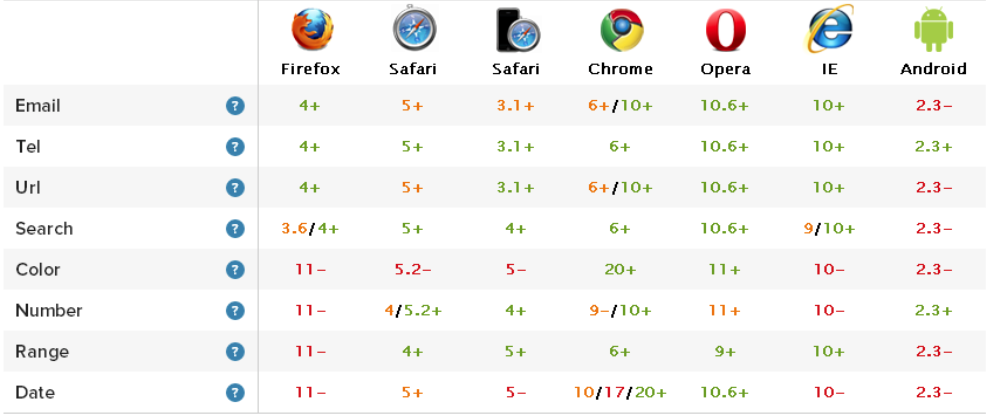 Firefox Safari Safari Chrome Opera IE Android
Email ? 4+ 5+ 3.1+ 6+/10+ 10.6+ 10+ 2.3–
Tel ? 4+ 5+ 3.1+ 6+ 10.6+ 10+ 2.3+
Url ? 4+ 5+ 3.1+ 6+/10+ 10.6+ 10+ 2.3–
Search ? 3.6/4+ 5+ 4+ 6+ 10.6+ 9/10+ 2.3–
Color ? 11– 5.2– 5– 20+ 11+ 10– 2.3–
Number ? 11– 4/5.2+ 4+ 9–/10+ 11+ 10– 2.3+
Range ? 11– 4+ 5+ 6+ 9+ 10+ 2.3–
Date ? 11– 5+ 5– 10/17/20+ 10.6+ 10– 2.3–